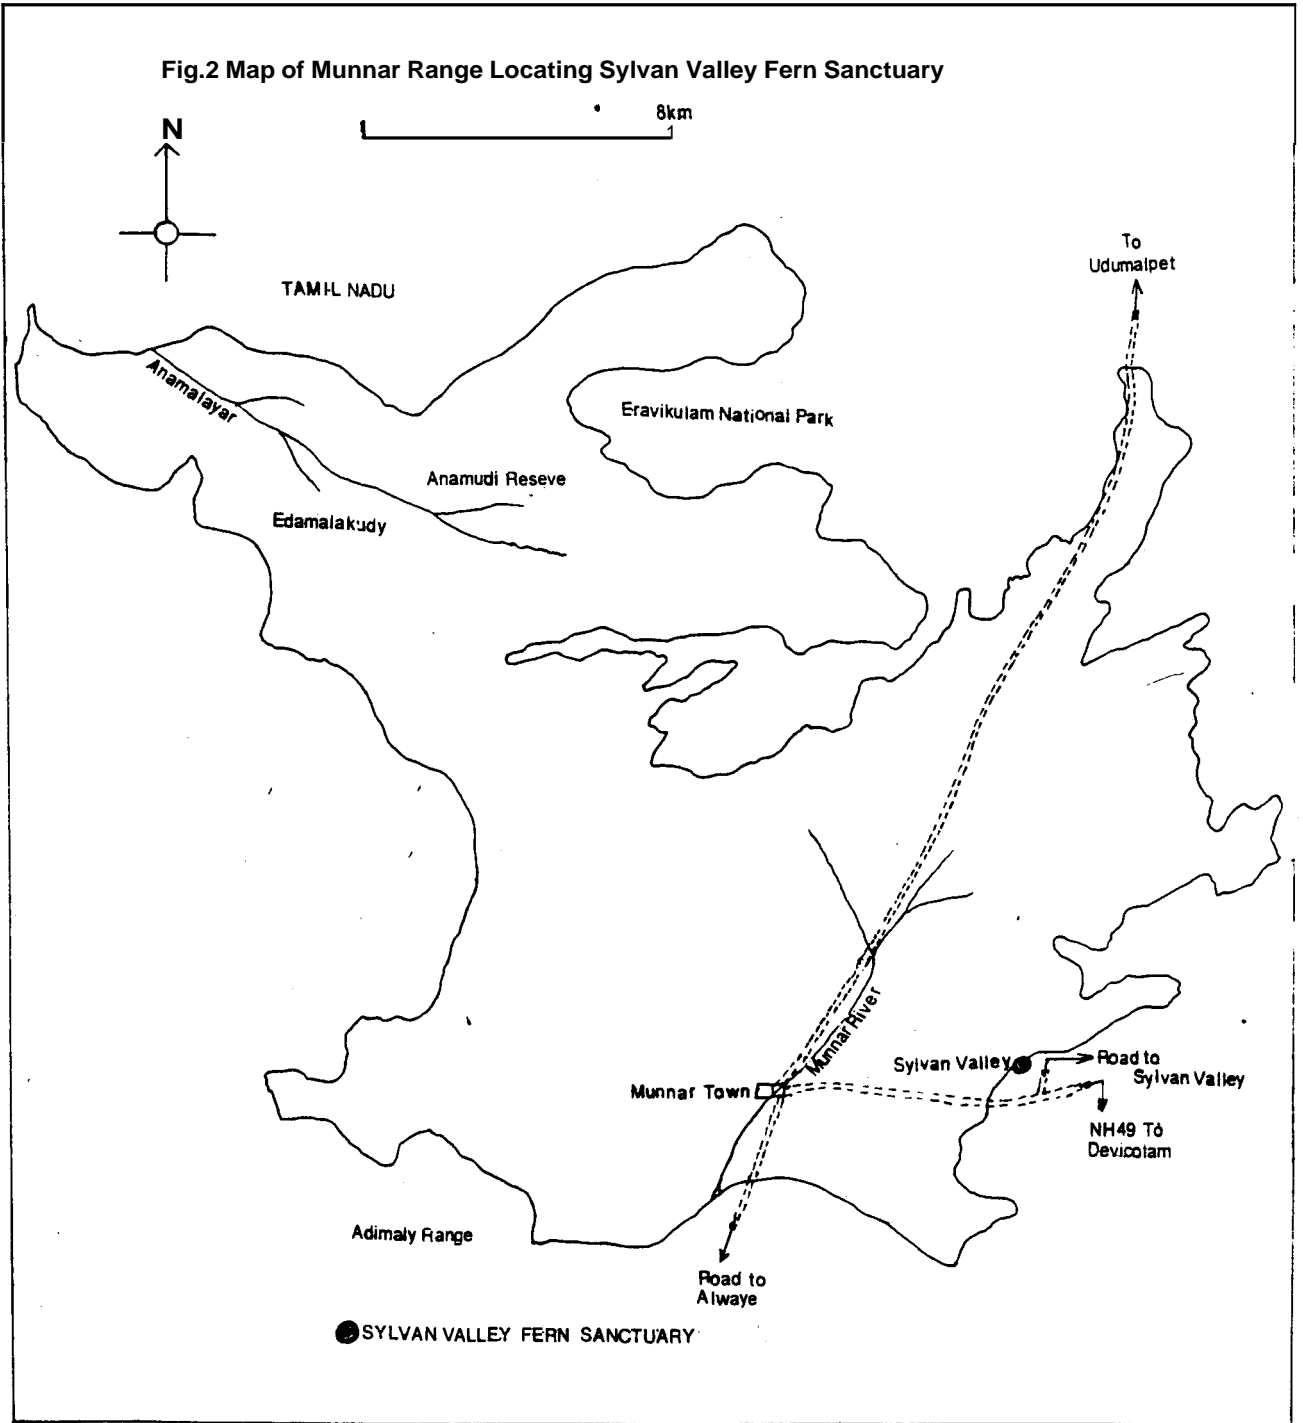 Fig.2 Map of Munnar Range Locating Sylvan Valley Fern Sanctuary
8km
N
To
Udumalpet
TAMIL NADU
Anamalayar
Eravikulam National Park
Anamudi Reseve
Edamalakudy
Munnar River
Sylvan Valley
Road to
Sylvan Valley
Munnar Town
NH49 To
Devicolam
Adimaly Range
Road to
Alwaye
SYLVAN VALLEY FERN SANCTUARY